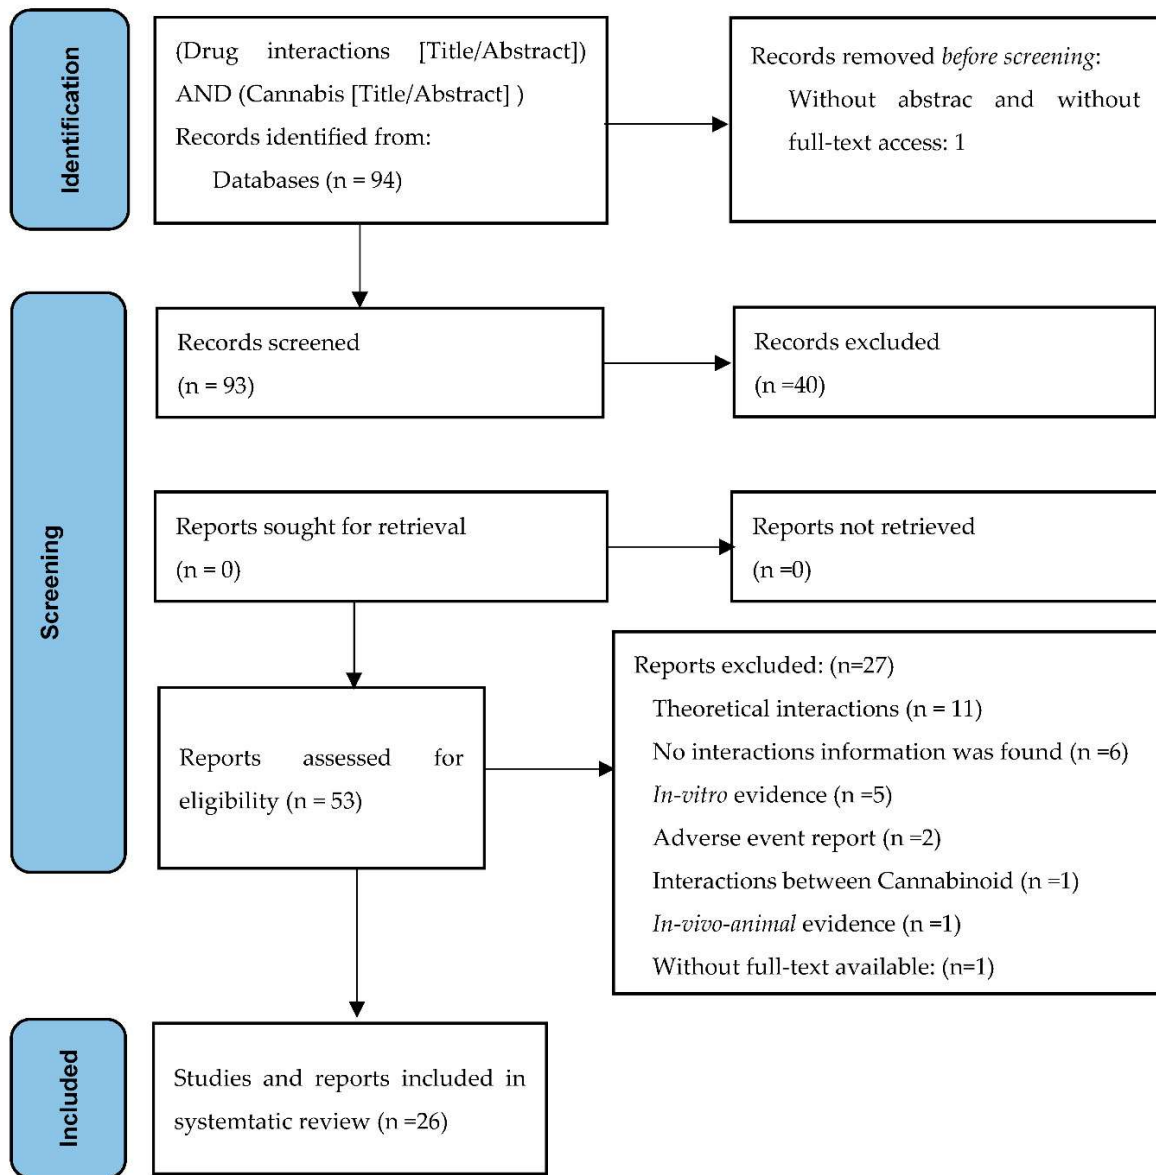 Identification
(Drug interactions [Title/Abstract])
AND (Cannabis [Title/Abstract] )
Records identified from:
Databases (n = 94)
Records removed before screening:
Without abstrac and without
full-text access: 1
Screening
Records screened
(n = 93)
Records excluded
(n =40)
Reports sought for retrieval
(n = 0)
Reports not retrieved
(n =0)
Reports assessed for
eligibility (n = 53)
Reports excluded: (n=27)
Theoretical interactions (n = 11)
No interactions information was found (n =6)
In-vitro evidence (n =5)
Adverse event report (n =2)
Interactions between Cannabinoid (n =1)
In-vivo-animal evidence (n =1)
Without full-text available: (n=1)
Included
Studies and reports included in
systemtatic review (n =26)